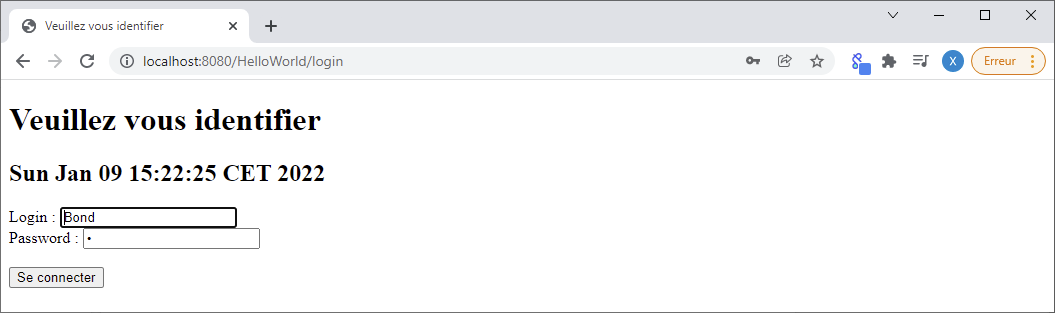 Veuillez vous identifier
localhost:8080/HelloWorld/login
X
Erreur
Veuillez vous identifier
Sun Jan 09 15:22:25 CET 2022
Login : Bond
Password : •
Se connecter